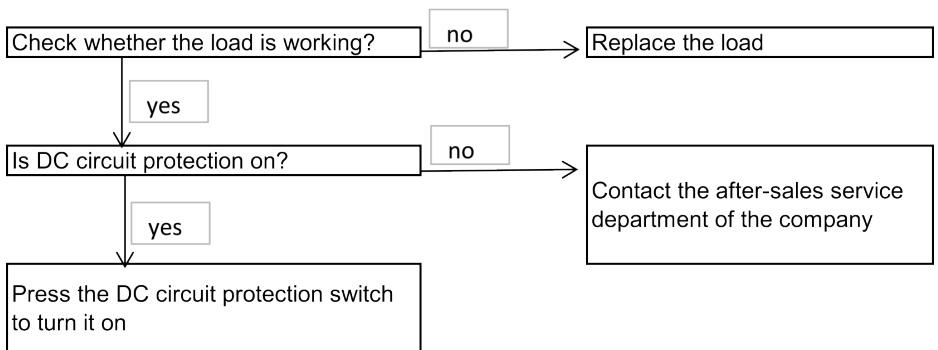 Check whether the load is working?
no
Replace the load
yes
Is DC circuit protection on?
no
Contact the after-sales service
department of the company
yes
Press the DC circuit protection switch
to turn it on